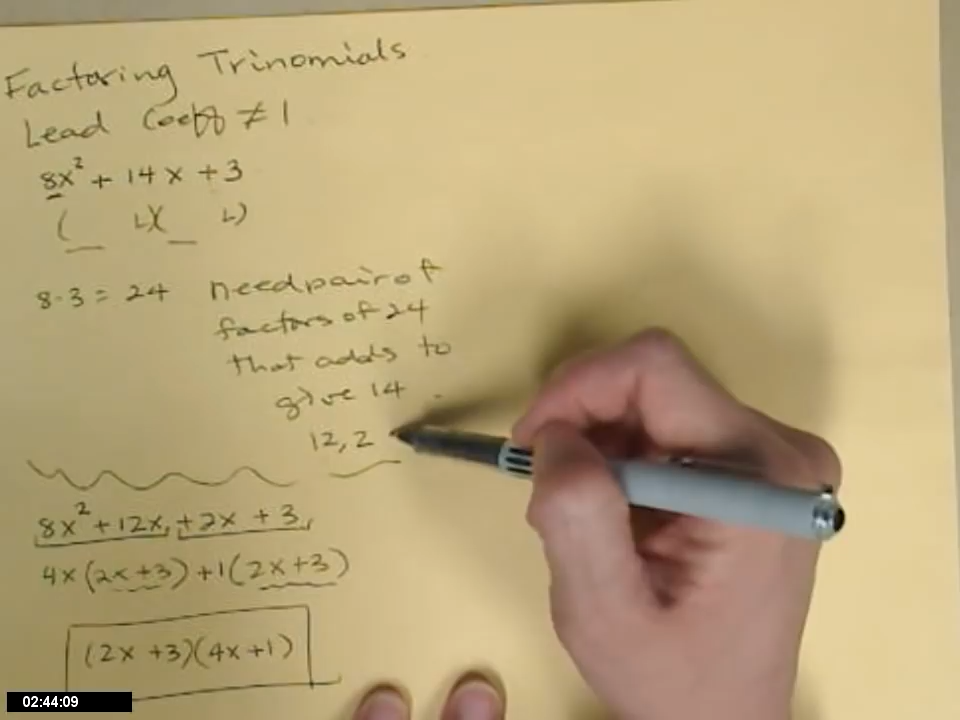 Factoring Trinomials
Lead Coeff ≠ 1
8x² + 14x + 3
( _ + )( _ + )
8·3 = 24 need pair of
factors of 24
that adds to
give 14.
12, 2
8x² + 12x + 2x + 3
4x(2x+3) + 1(2x+3)
(2x +3)(4x+1)
02:44:09